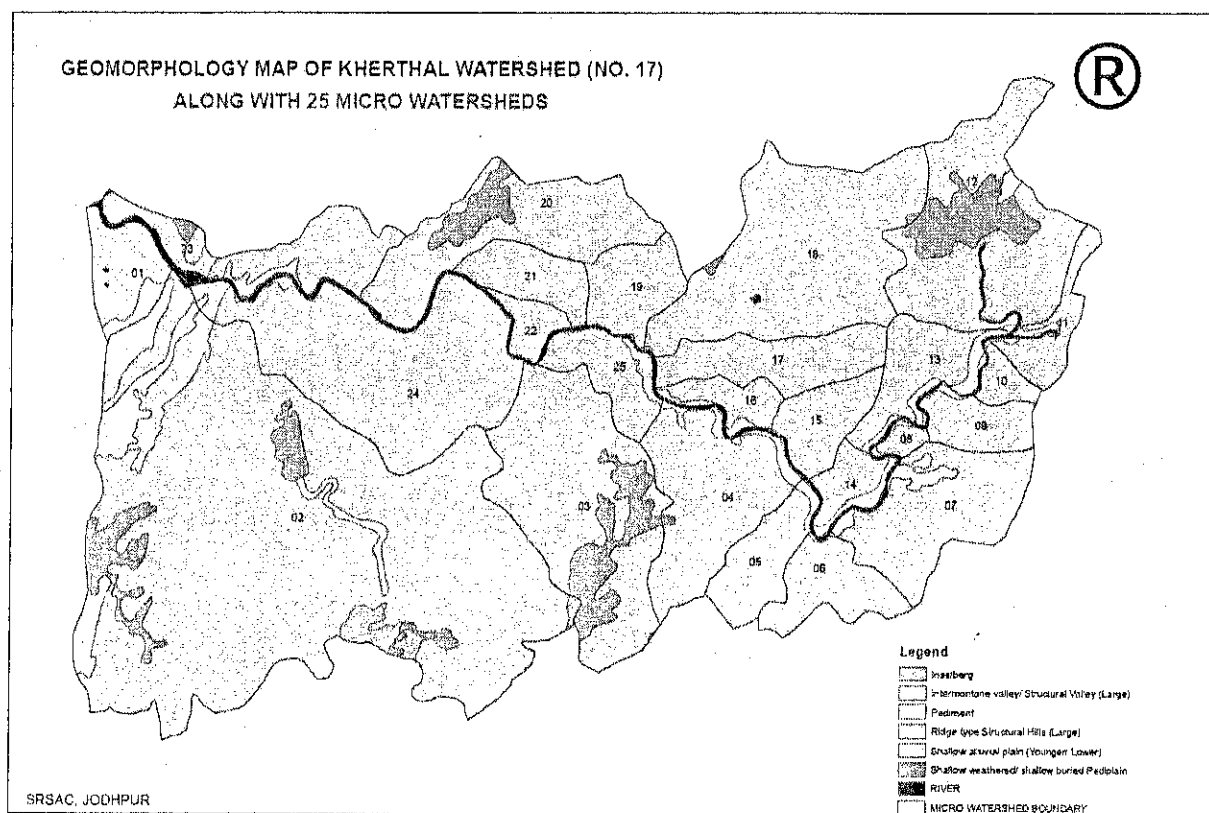 GEOMORPHOLOGY MAP OF KHERTHAL WATERSHED (NO. 17)
ALONG WITH 25 MICRO WATERSHEDS
®
12
20
33
01
21
19
18
22
25
17
13
11
10
24
16
15
08
09
14
07
02
03
04
05
06
Legend
Inselberg
Intermontane valley/ Structural Valley (Large)
Pediment
Ridge type Structural Hills (Large)
Shallow alluvial plain (Younger/ Lower)
Shallow weathered/ shallow buried Pediplain
RIVER
MICRO WATERSHED BOUNDARY
SRSAC, JODHPUR